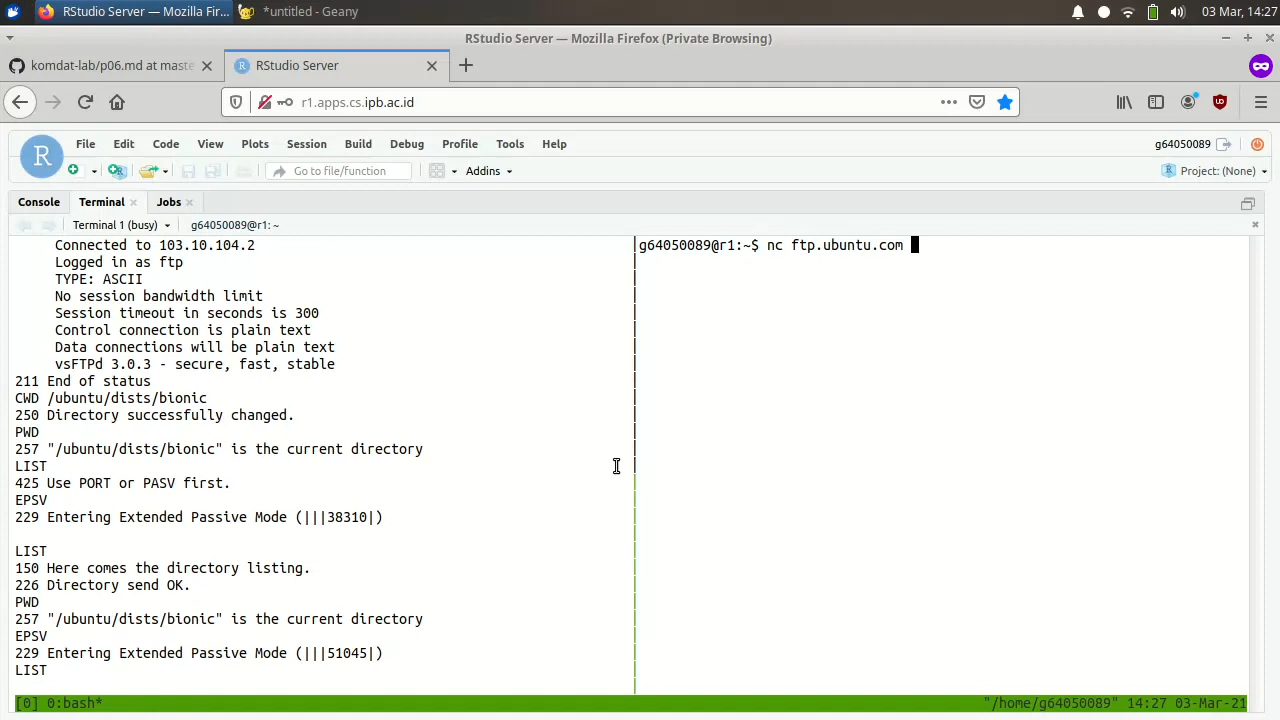 RStudio Server — Mozilla Fir...
*untitled - Geany
03 Mar, 14:27
RStudio Server — Mozilla Firefox (Private Browsing)
komdat-lab/p06.md at maste
RStudio Server
r1.apps.cs.ipb.ac.id
R
File Edit Code View Plots Session Build Debug Profile Tools Help
g64050089
Go to file/function
Addins
Project: (None)
Console Terminal Jobs
Terminal 1 (busy)
g64050089@r1: ~
Connected to 103.10.104.2
Logged in as ftp
TYPE: ASCII
No session bandwidth limit
Session timeout in seconds is 300
Control connection is plain text
Data connections will be plain text
vsFTPd 3.0.3 - secure, fast, stable
211 End of status
CWD /ubuntu/dists/bionic
250 Directory successfully changed.
PWD
257 "/ubuntu/dists/bionic" is the current directory
LIST
425 Use PORT or PASV first.
EPSV
229 Entering Extended Passive Mode (|||38310|)
LIST
150 Here comes the directory listing.
226 Directory send OK.
PWD
257 "/ubuntu/dists/bionic" is the current directory
EPSV
229 Entering Extended Passive Mode (|||51045|)
LIST
g64050089@r1:~$ nc ftp.ubuntu.com
[0] 0:bash*
"/home/g64050089" 14:27 03-Mar-21